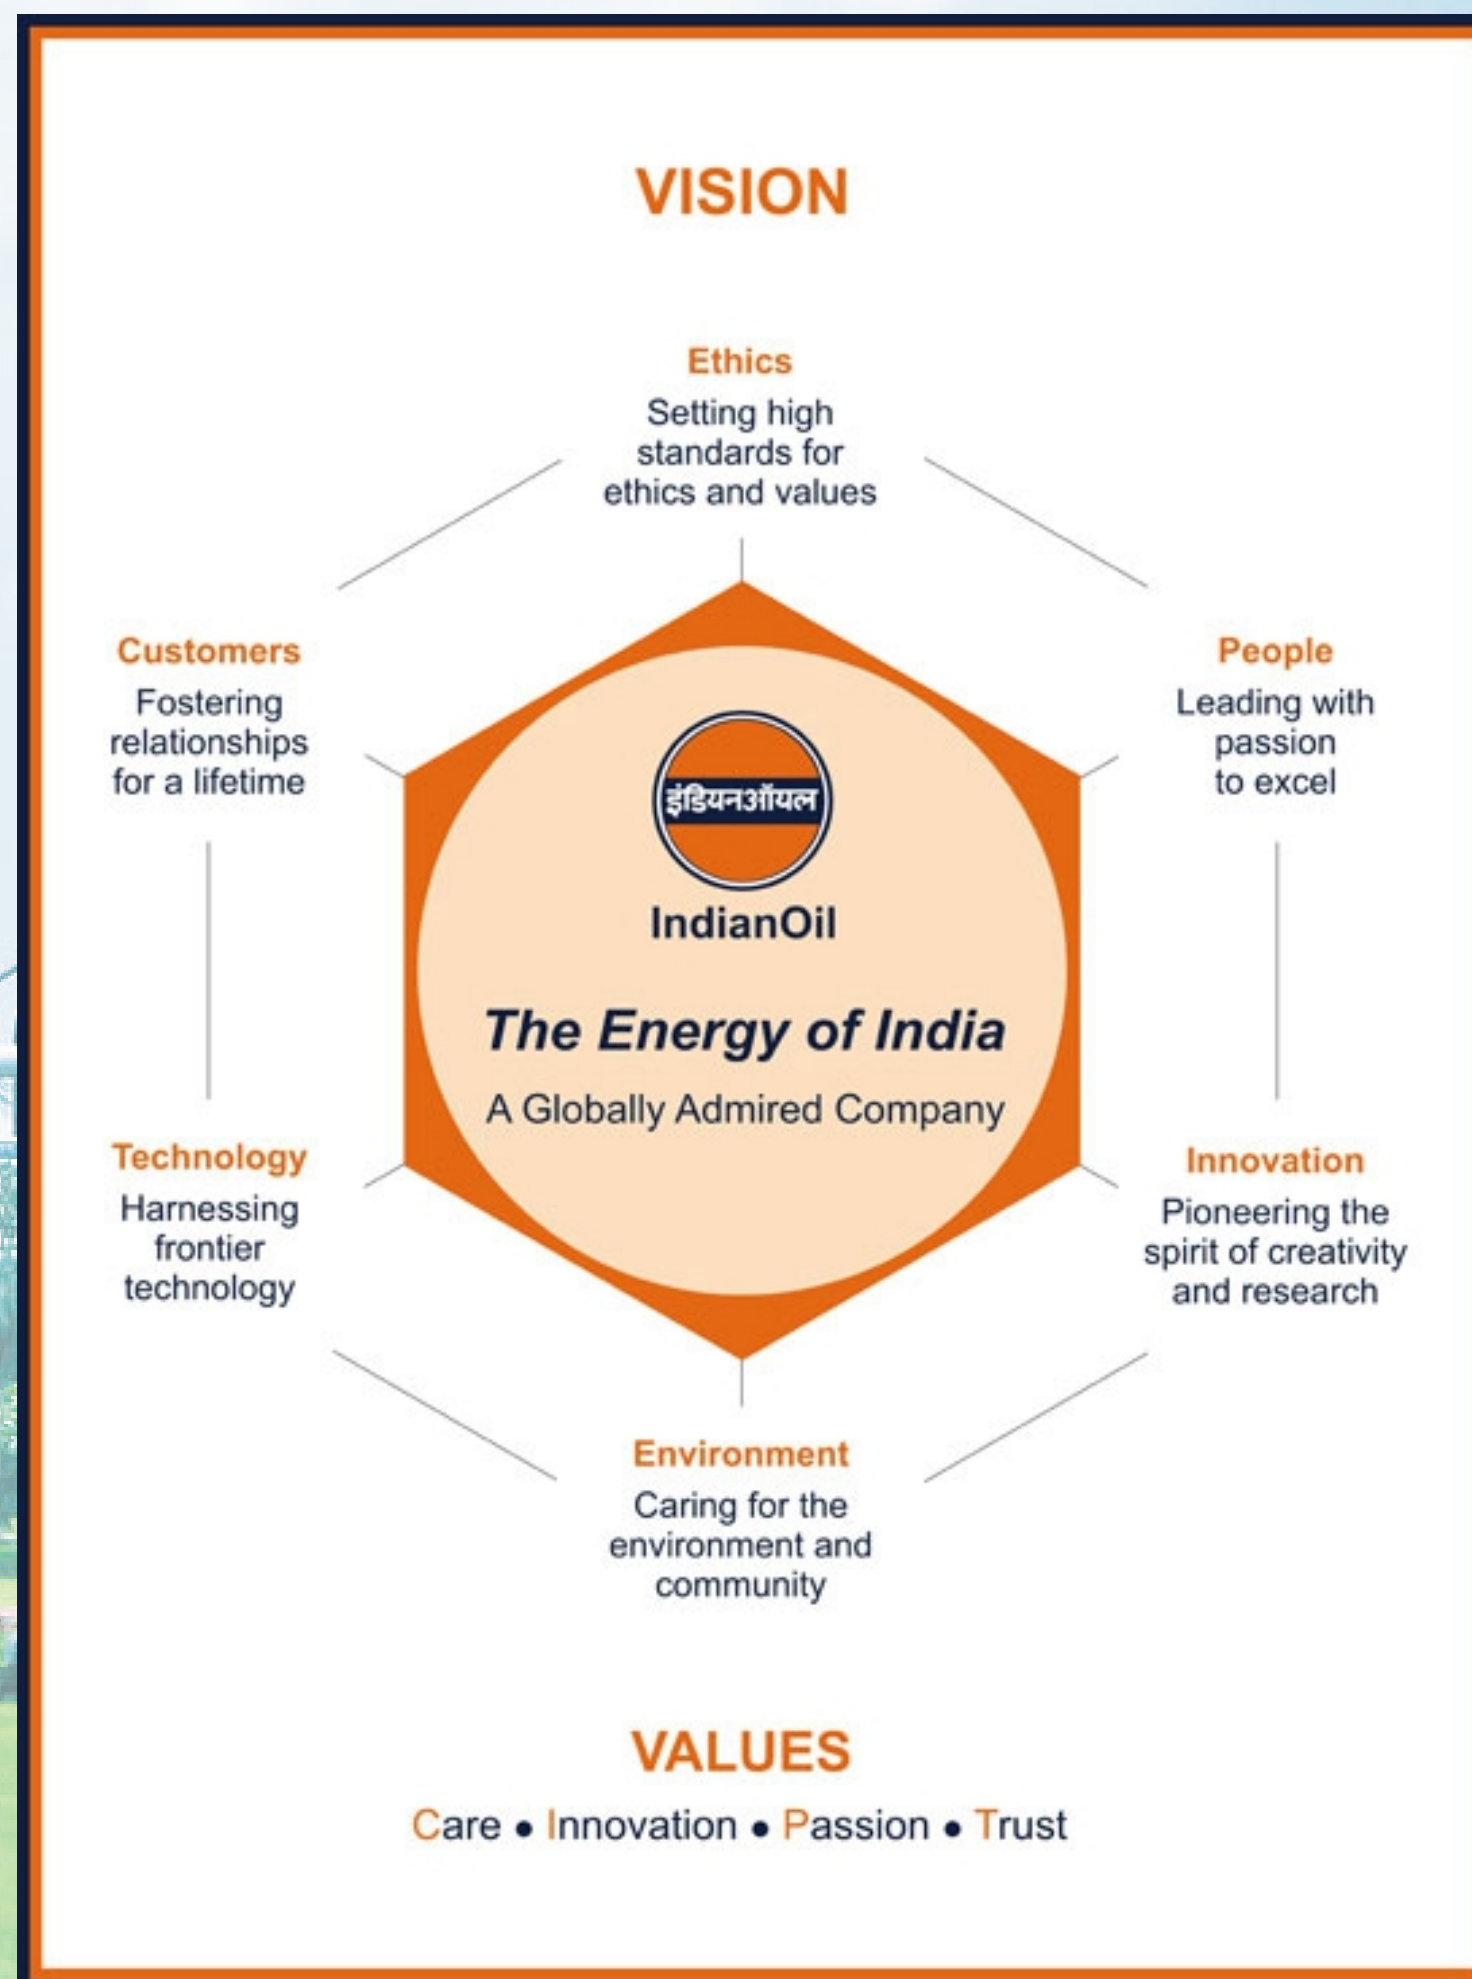 VISION
Ethics
Setting high
standards for
ethics and values
Customers
Fostering
relationships
for a lifetime
People
Leading with
passion
to excel
इंडियनऑयल
IndianOil
The Energy of India
A Globally Admired Company
Technology
Harnessing
frontier
technology
Innovation
Pioneering the
spirit of creativity
and research
Environment
Caring for the
environment and
community
VALUES
Care ● Innovation ● Passion ● Trust